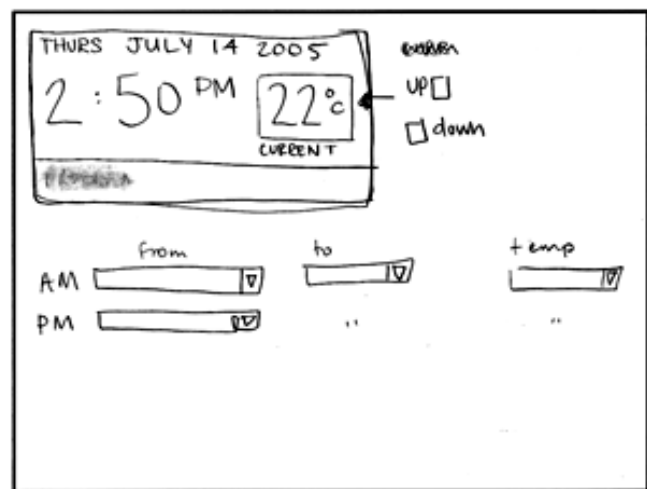 THURS JULY 14 2005
2:50 PM 22°C
CURRENT
UP
down
from to temp
AM
PM " "